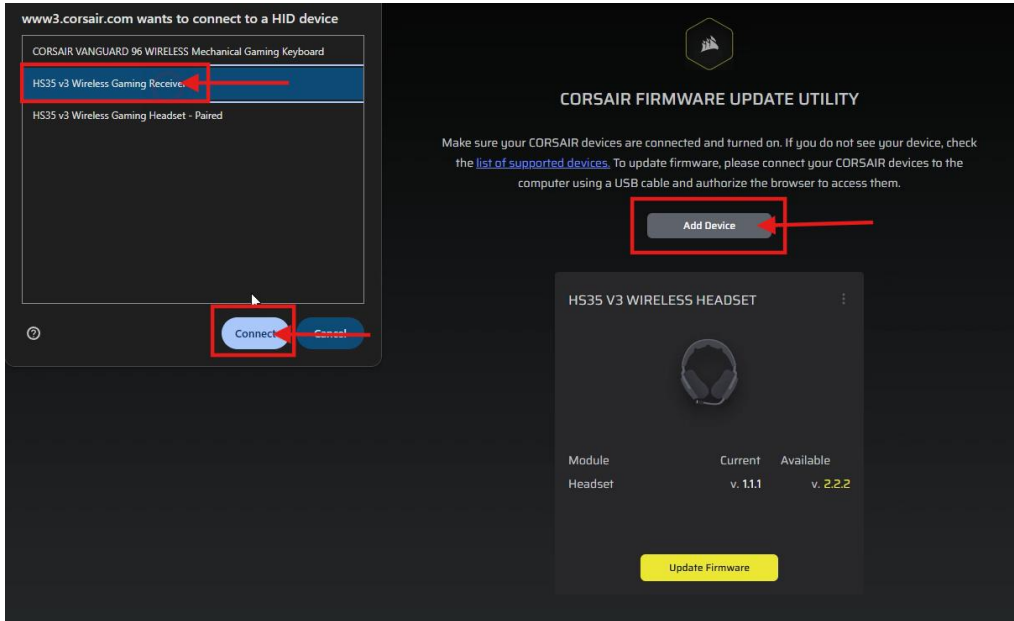 www3.corsair.com wants to connect to a HID device
CORSAIR VANGUARD 96 WIRELESS Mechanical Gaming Keyboard
HS35 v3 Wireless Gaming Receiver
HS35 v3 Wireless Gaming Headset - Paired
Connect
Cancel
CORSAIR FIRMWARE UPDATE UTILITY
Make sure your CORSAIR devices are connected and turned on. If you do not see your device, check
the list of supported devices. To update firmware, please connect your CORSAIR devices to the
computer using a USB cable and authorize the browser to access them.
Add Device
HS35 V3 WIRELESS HEADSET
Module Current Available
Headset v. 1.1.1 v. 2.2.2
Update Firmware